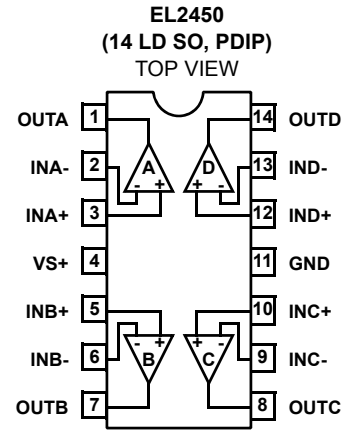 EL2450
(14 LD SO, PDIP)
TOP VIEW
OUTA 1 14 OUTD
INA- 2 A D 13 IND-
- + + -
INA+ 3 12 IND+
VS+ 4 11 GND
INB+ 5 10 INC+
- + + -
INB- 6 B C 9 INC-
OUTB 7 8 OUTC